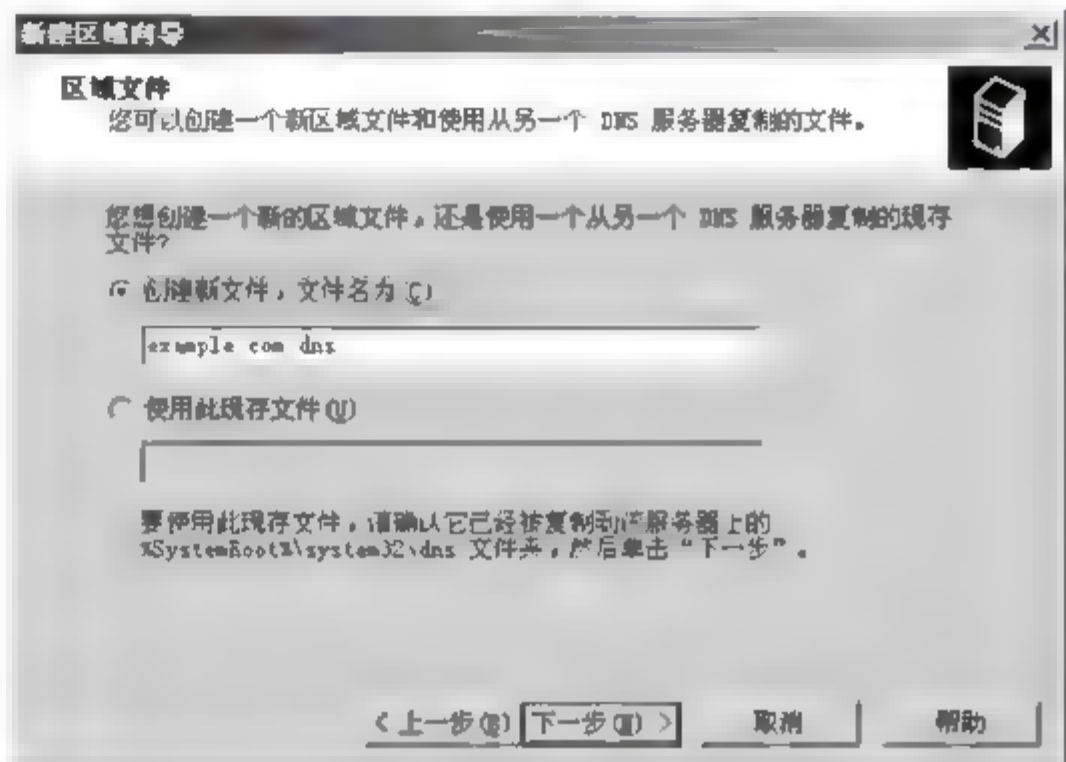 新建区域向导
区域文件
您可以创建一个新区域文件和使用从另一个 DNS 服务器复制的文件。
您想创建一个新的区域文件,还是使用一个从另一个 DNS 服务器复制的现存
文件?
创建新文件,文件名为(C)
example com dns
使用此现存文件(U)
要使用此现存文件,请确认它已经被复制到该服务器上的
%SystemRoot%\system32\dns 文件夹,然后单击“下一步”。
< 上一步(B) 下一步(N) > 取消 帮助